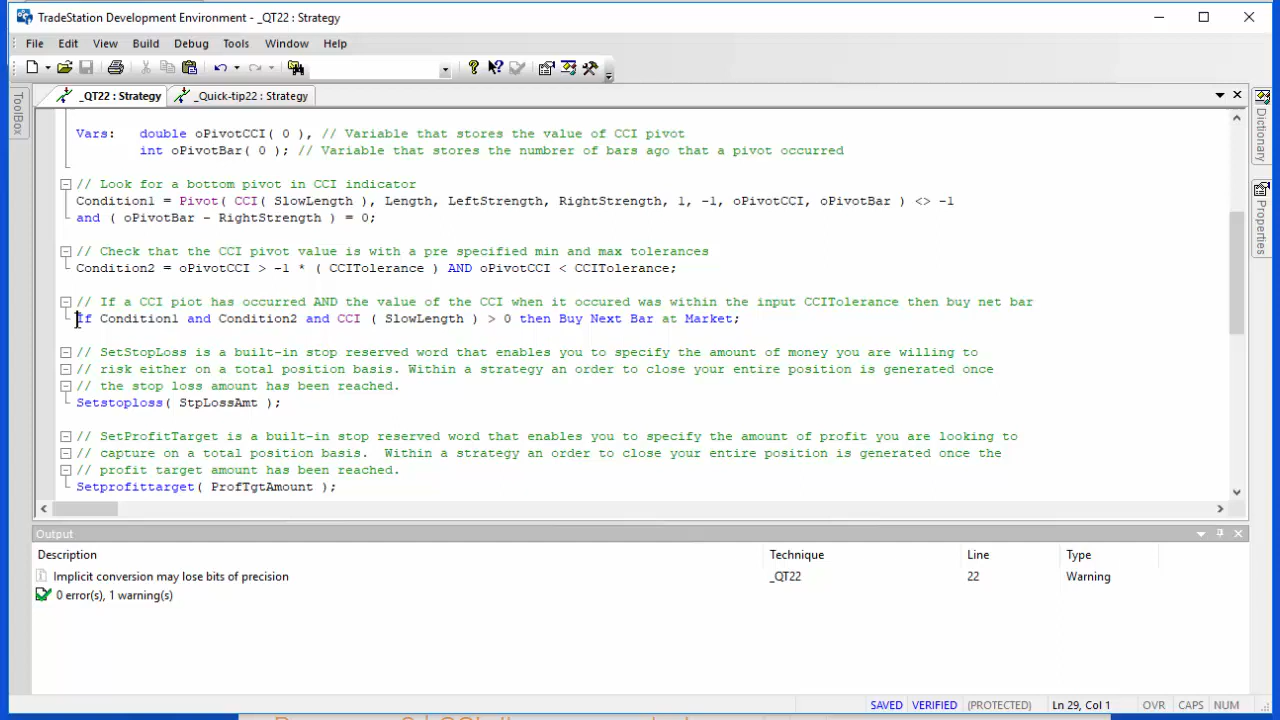 TradeStation Development Environment - _QT22 : Strategy
File Edit View Build Debug Tools Window Help
_QT22 : Strategy _Quick-tip22 : Strategy
ToolBox
Dictionary
Properties
Vars: double oPivotCCI( 0 ), // Variable that stores the value of CCI pivot
int oPivotBar( 0 ); // Variable that stores the numbrer of bars ago that a pivot occurred
// Look for a bottom pivot in CCI indicator
Condition1 = Pivot( CCI( SlowLength ), Length, LeftStrength, RightStrength, 1, -1, oPivotCCI, oPivotBar ) <> -1
and ( oPivotBar - RightStrength ) = 0;
// Check that the CCI pivot value is with a pre specified min and max tolerances
Condition2 = oPivotCCI > -1 * ( CCITolerance ) AND oPivotCCI < CCITolerance;
// If a CCI piot has occurred AND the value of the CCI when it occured was within the input CCITolerance then buy net bar
If Condition1 and Condition2 and CCI ( SlowLength ) > 0 then Buy Next Bar at Market;
// SetStopLoss is a built-in stop reserved word that enables you to specify the amount of money you are willing to
// risk either on a total position basis. Within a strategy an order to close your entire position is generated once
// the stop loss amount has been reached.
Setstoploss( StpLossAmt );
// SetProfitTarget is a built-in stop reserved word that enables you to specify the amount of profit you are looking to
// capture on a total position basis.  Within a strategy an order to close your entire position is generated once the
// profit target amount has been reached.
Setprofittarget( ProfTgtAmount );
Output
Description Technique Line Type
Implicit conversion may lose bits of precision _QT22 22 Warning
0 error(s), 1 warning(s)
SAVED VERIFIED (PROTECTED) Ln 29, Col 1 OVR CAPS NUM